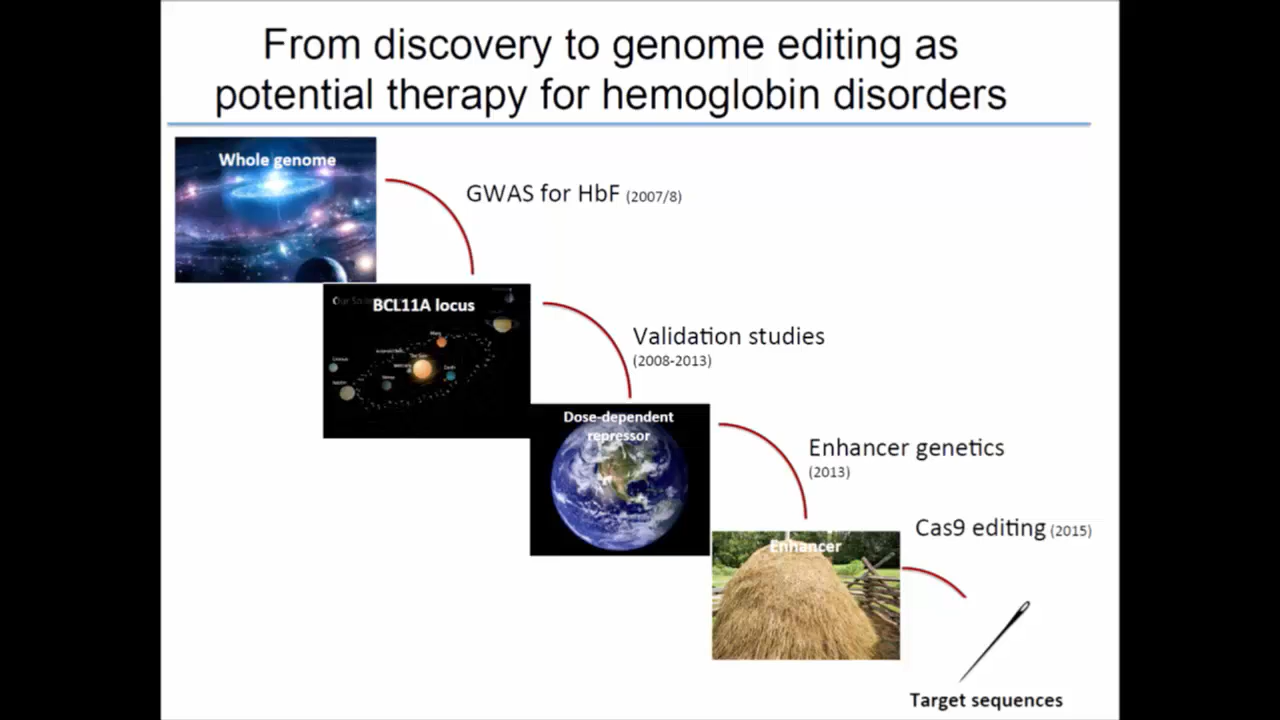 From discovery to genome editing as
potential therapy for hemoglobin disorders
Whole genome
GWAS for HbF (2007/8)
BCL11A locus
Validation studies
(2008-2013)
Dose-dependent
repressor
Enhancer genetics
(2013)
Cas9 editing (2015)
Enhancer
Target sequences